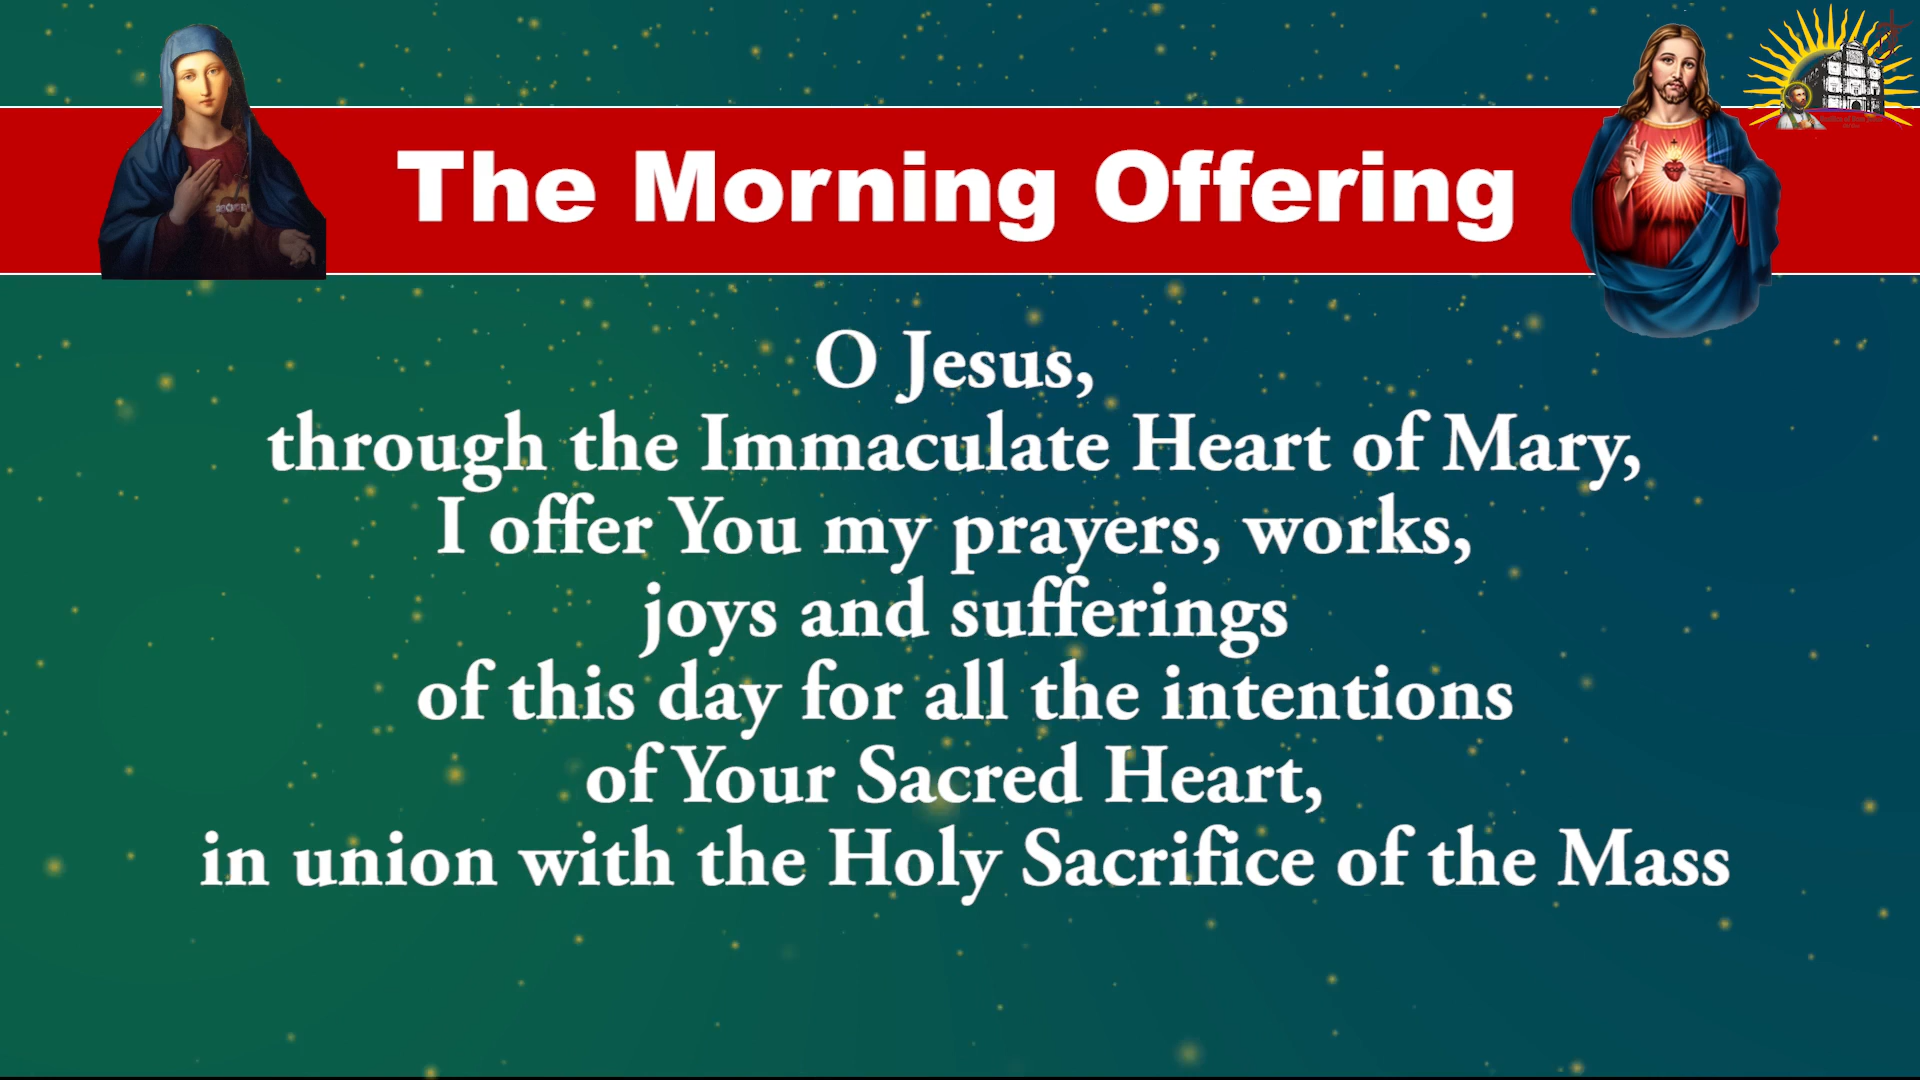 The Morning Offering
O Jesus,
through the Immaculate Heart of Mary,
I offer You my prayers, works,
joys and sufferings
of this day for all the intentions
of Your Sacred Heart,
in union with the Holy Sacrifice of the Mass